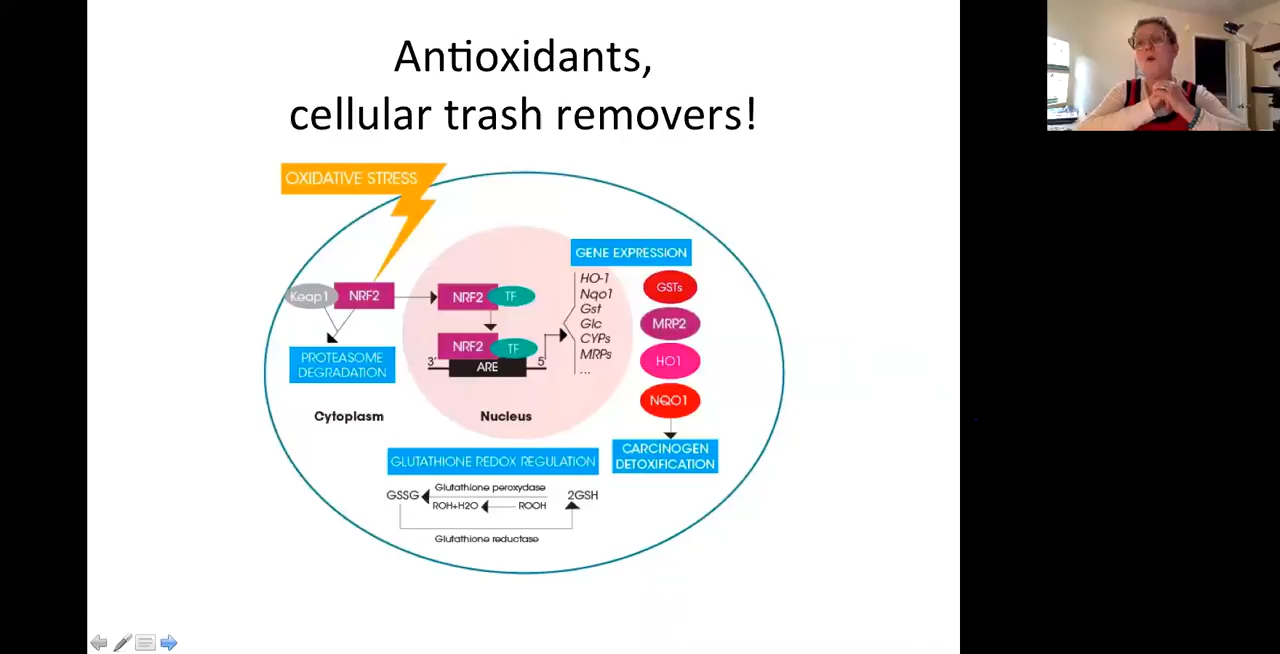 Antioxidants,
cellular trash removers!
OXIDATIVE STRESS
GENE EXPRESSION
Keap1
NRF2
NRF2
TF
HO-1
Nqo1
Gst
Glc
CYPs
MRPs
...
GSTs
MRP2
HO1
NQO1
NRF2
TF
3´
ARE
5´
PROTEASOME
DEGRADATION
Cytoplasm
Nucleus
CARCINOGEN
DETOXIFICATION
GLUTATHIONE REDOX REGULATION
GSSG
Glutathione peroxydase
2GSH
ROH+H2O
ROOH
Glutathione reductase